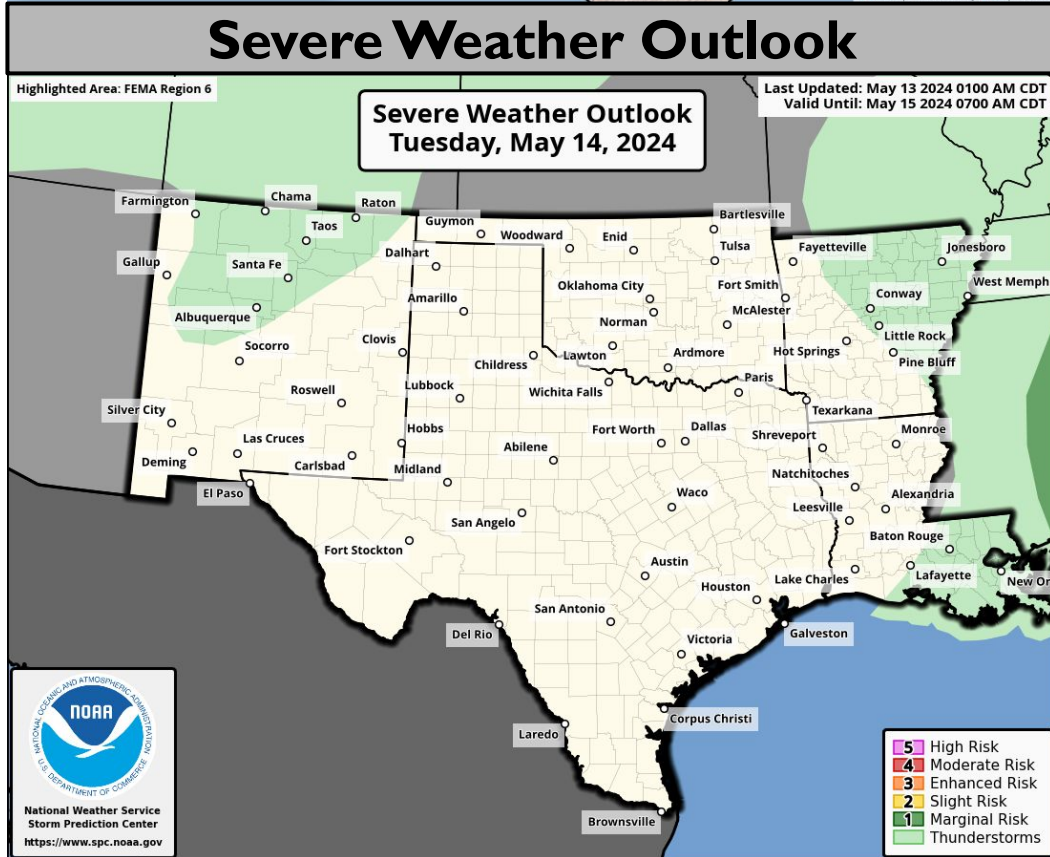 Severe Weather Outlook
Highlighted Area: FEMA Region 6
Last Updated: May 13 2024 0100 AM CDT
Valid Until: May 15 2024 0700 AM CDT
Severe Weather Outlook
Tuesday, May 14, 2024
Farmington
Chama
Raton
Taos
Guymon
Woodward
Enid
Bartlesville
Tulsa
Fayetteville
Jonesboro
Gallup
Santa Fe
Dalhart
Oklahoma City
Fort Smith
Conway
West Memph
Albuquerque
Amarillo
Norman
McAlester
Little Rock
Socorro
Clovis
Childress
Lawton
Ardmore
Hot Springs
Pine Bluff
Roswell
Lubbock
Wichita Falls
Paris
Texarkana
Silver City
Las Cruces
Hobbs
Abilene
Fort Worth
Dallas
Shreveport
Monroe
Deming
Carlsbad
Midland
Natchitoches
El Paso
Waco
Alexandria
San Angelo
Leesville
Fort Stockton
Baton Rouge
Austin
Houston
Lake Charles
Lafayette
New Or
San Antonio
Del Rio
Victoria
Galveston
Laredo
Corpus Christi
Brownsville
NATIONAL OCEANIC AND ATMOSPHERIC ADMINISTRATION
NOAA
U.S. DEPARTMENT OF COMMERCE
National Weather Service
Storm Prediction Center
https://www.spc.noaa.gov
5 High Risk
4 Moderate Risk
3 Enhanced Risk
2 Slight Risk
1 Marginal Risk
Thunderstorms